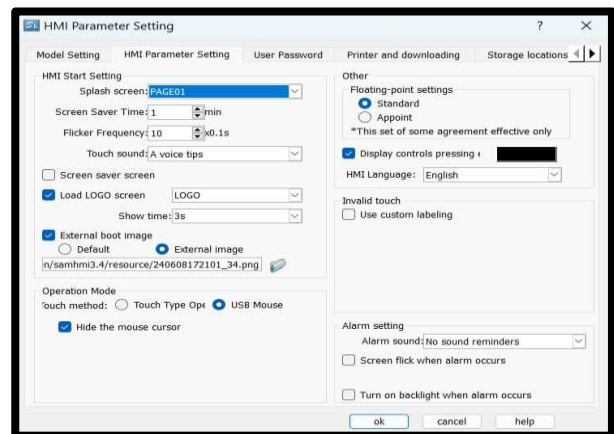 HMI Parameter Setting
? ×
Model Setting HMI Parameter Setting User Password Printer and downloading Storage locations
HMI Start Setting
Splash screen: PAGE01
Screen Saver Time: 1 min
Flicker Frequency: 10 x0.1s
Touch sound: A voice tips
Screen saver screen
Load LOGO screen LOGO
Show time: 3s
External boot image
Default External image
n/samhmi3.4/resource/240608172101_34.png
Operation Mode
Touch method: Touch Type Ope USB Mouse
Hide the mouse cursor
Other
Floating-point settings
Standard
Appoint
*This set of some agreement effective only
Display controls pressing e
HMI Language: English
Invalid touch
Use custom labeling
Alarm setting
Alarm sound: No sound reminders
Screen flick when alarm occurs
Turn on backlight when alarm occurs
ok cancel help